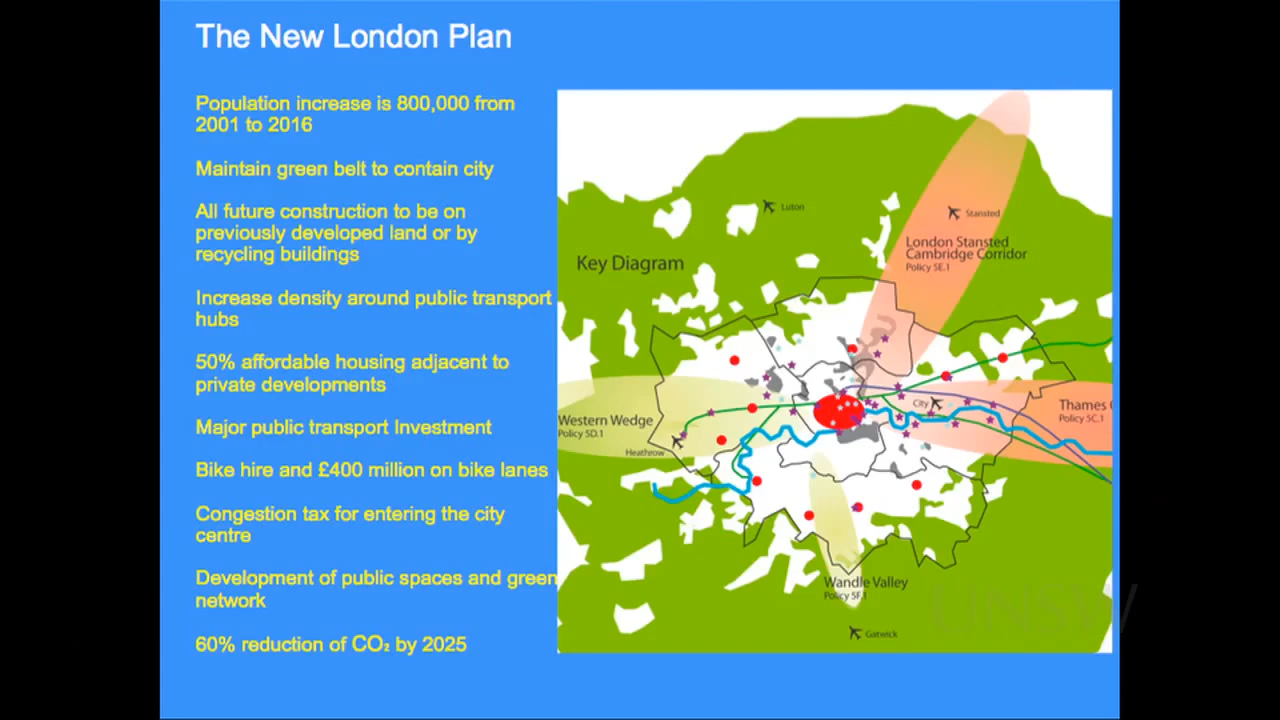 The New London Plan
Population increase is 800,000 from
2001 to 2016
Maintain green belt to contain city
All future construction to be on
previously developed land or by
recycling buildings
Increase density around public transport
hubs
50% affordable housing adjacent to
private developments
Major public transport Investment
Bike hire and £400 million on bike lanes
Congestion tax for entering the city
centre
Development of public spaces and green
network
60% reduction of CO₂ by 2025
Luton
Stansted
London Stansted
Cambridge Corridor
Policy 5E.1
Key Diagram
City
Thames
Policy 5C.1
Western Wedge
Policy 5D.1
Heathrow
Wandle Valley
Policy 5F.1
Gatwick
UNSW